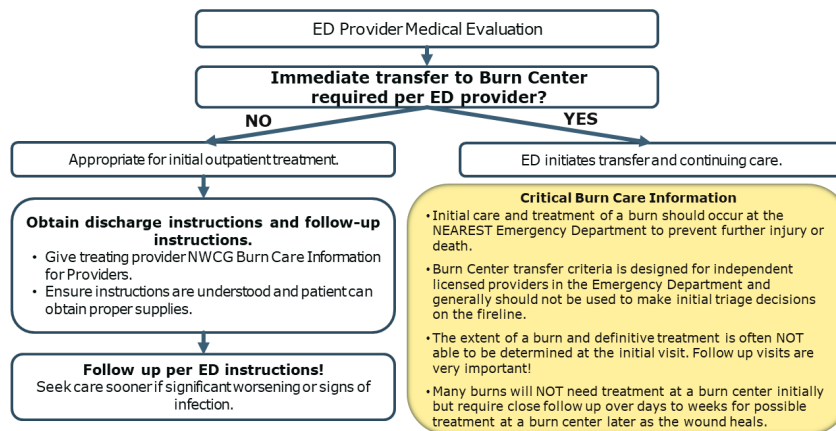 ED Provider Medical Evaluation
Immediate transfer to Burn Center
required per ED provider?
NO
YES
Appropriate for initial outpatient treatment.
ED initiates transfer and continuing care.
Obtain discharge instructions and follow-up
instructions.
• Give treating provider NWCG Burn Care Information
for Providers.
• Ensure instructions are understood and patient can
obtain proper supplies.
Follow up per ED instructions!
Seek care sooner if significant worsening or signs of
infection.
Critical Burn Care Information
• Initial care and treatment of a burn should occur at the
NEAREST Emergency Department to prevent further injury or
death.
• Burn Center transfer criteria is designed for independent
licensed providers in the Emergency Department and
generally should not be used to make initial triage decisions
on the fireline.
• The extent of a burn and definitive treatment is often NOT
able to be determined at the initial visit. Follow up visits are
very important!
• Many burns will NOT need treatment at a burn center initially
but require close follow up over days to weeks for possible
treatment at a burn center later as the wound heals.